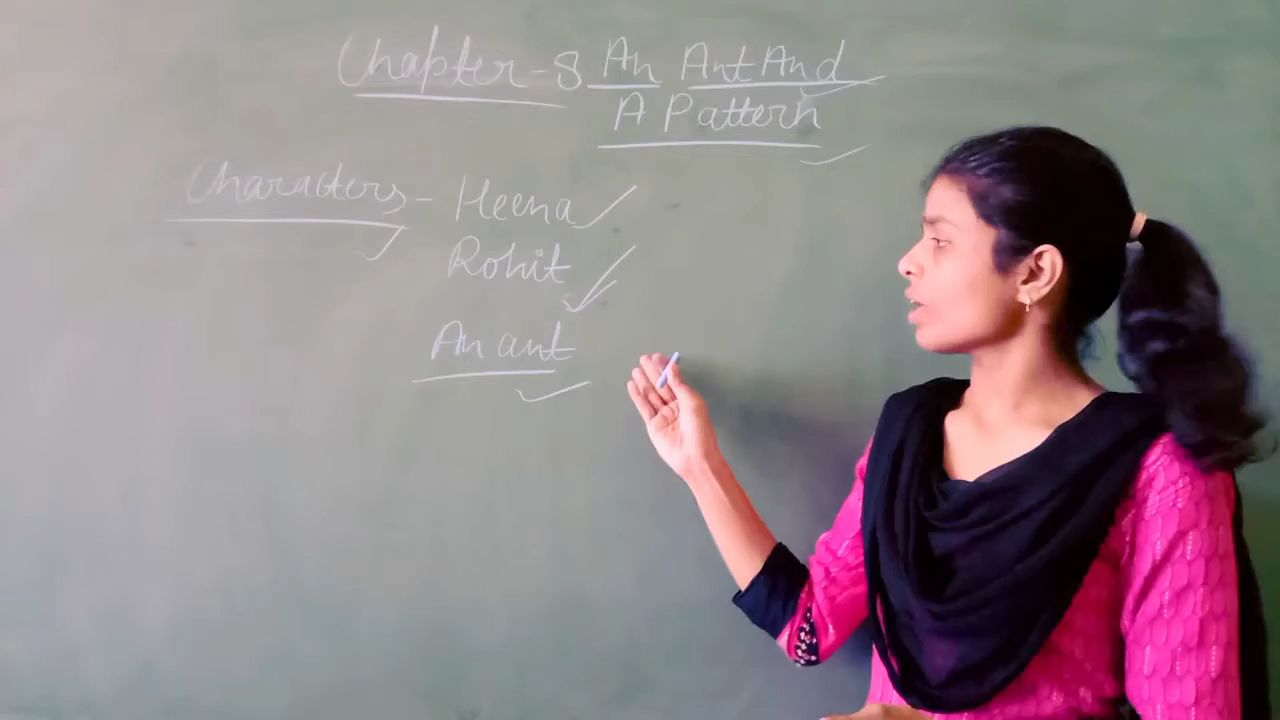 Chapter-8 An Ant And
A Pattern
Characters - Heena
Rohit
An ant